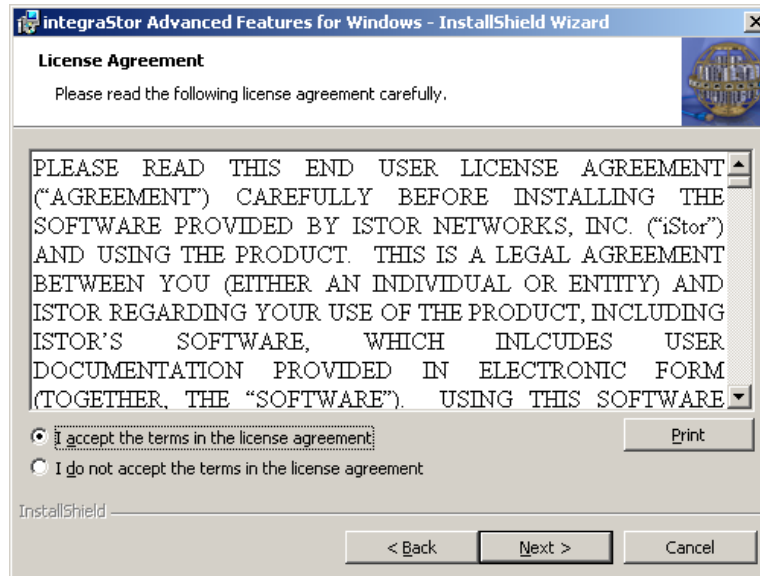 integraStor Advanced Features for Windows - InstallShield Wizard
License Agreement
Please read the following license agreement carefully.
PLEASE READ THIS END USER LICENSE AGREEMENT
(“AGREEMENT”) CAREFULLY BEFORE INSTALLING THE
SOFTWARE PROVIDED BY ISTOR NETWORKS, INC. (“iStor”)
AND USING THE PRODUCT. THIS IS A LEGAL AGREEMENT
BETWEEN YOU (EITHER AN INDIVIDUAL OR ENTITY) AND
ISTOR REGARDING YOUR USE OF THE PRODUCT, INCLUDING
ISTOR’S SOFTWARE, WHICH INLCUDES USER
DOCUMENTATION PROVIDED IN ELECTRONIC FORM
(TOGETHER, THE “SOFTWARE”). USING THIS SOFTWARE
I accept the terms in the license agreement
Print
I do not accept the terms in the license agreement
InstallShield
< Back Next > Cancel